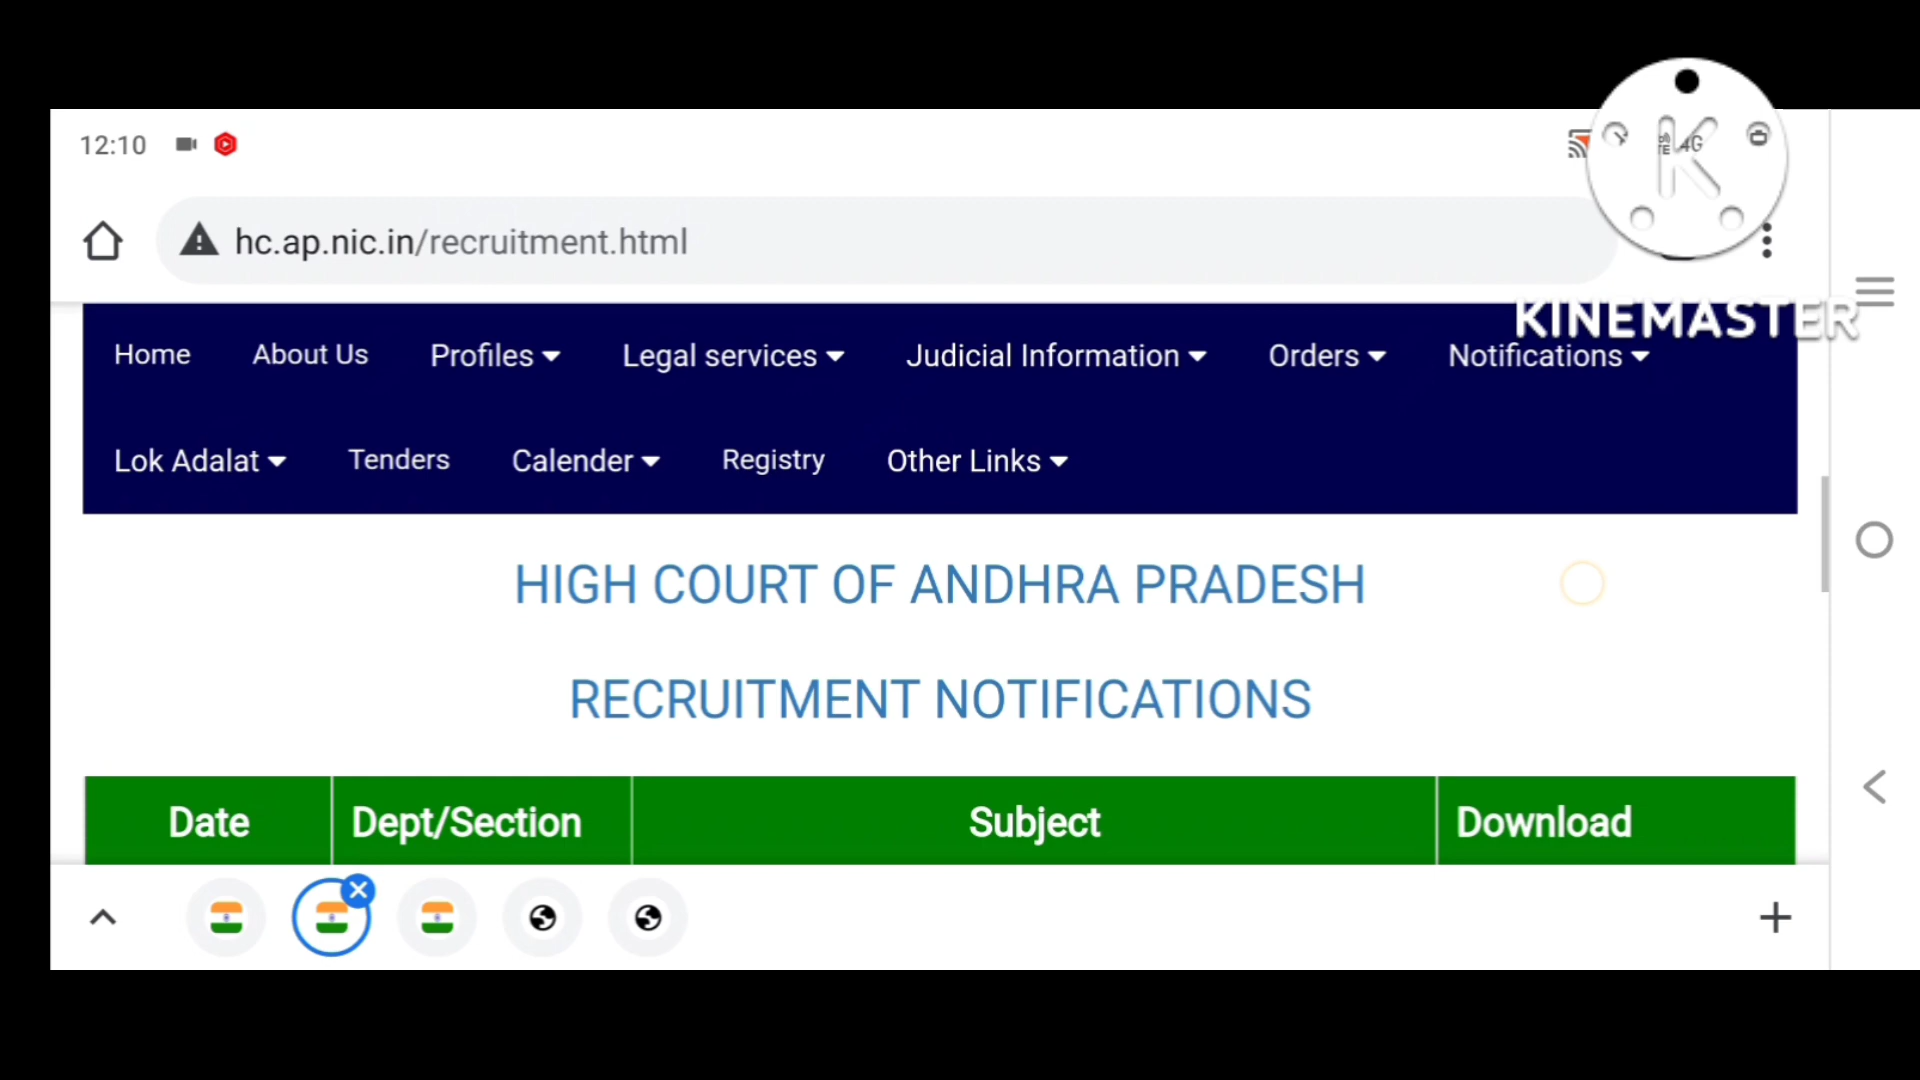 12:10
4G
hc.ap.nic.in/recruitment.html
KINEMASTER
Home About Us Profiles Legal services Judicial Information Orders Notifications
Lok Adalat Tenders Calender Registry Other Links
HIGH COURT OF ANDHRA PRADESH
RECRUITMENT NOTIFICATIONS
Date Dept/Section Subject Download